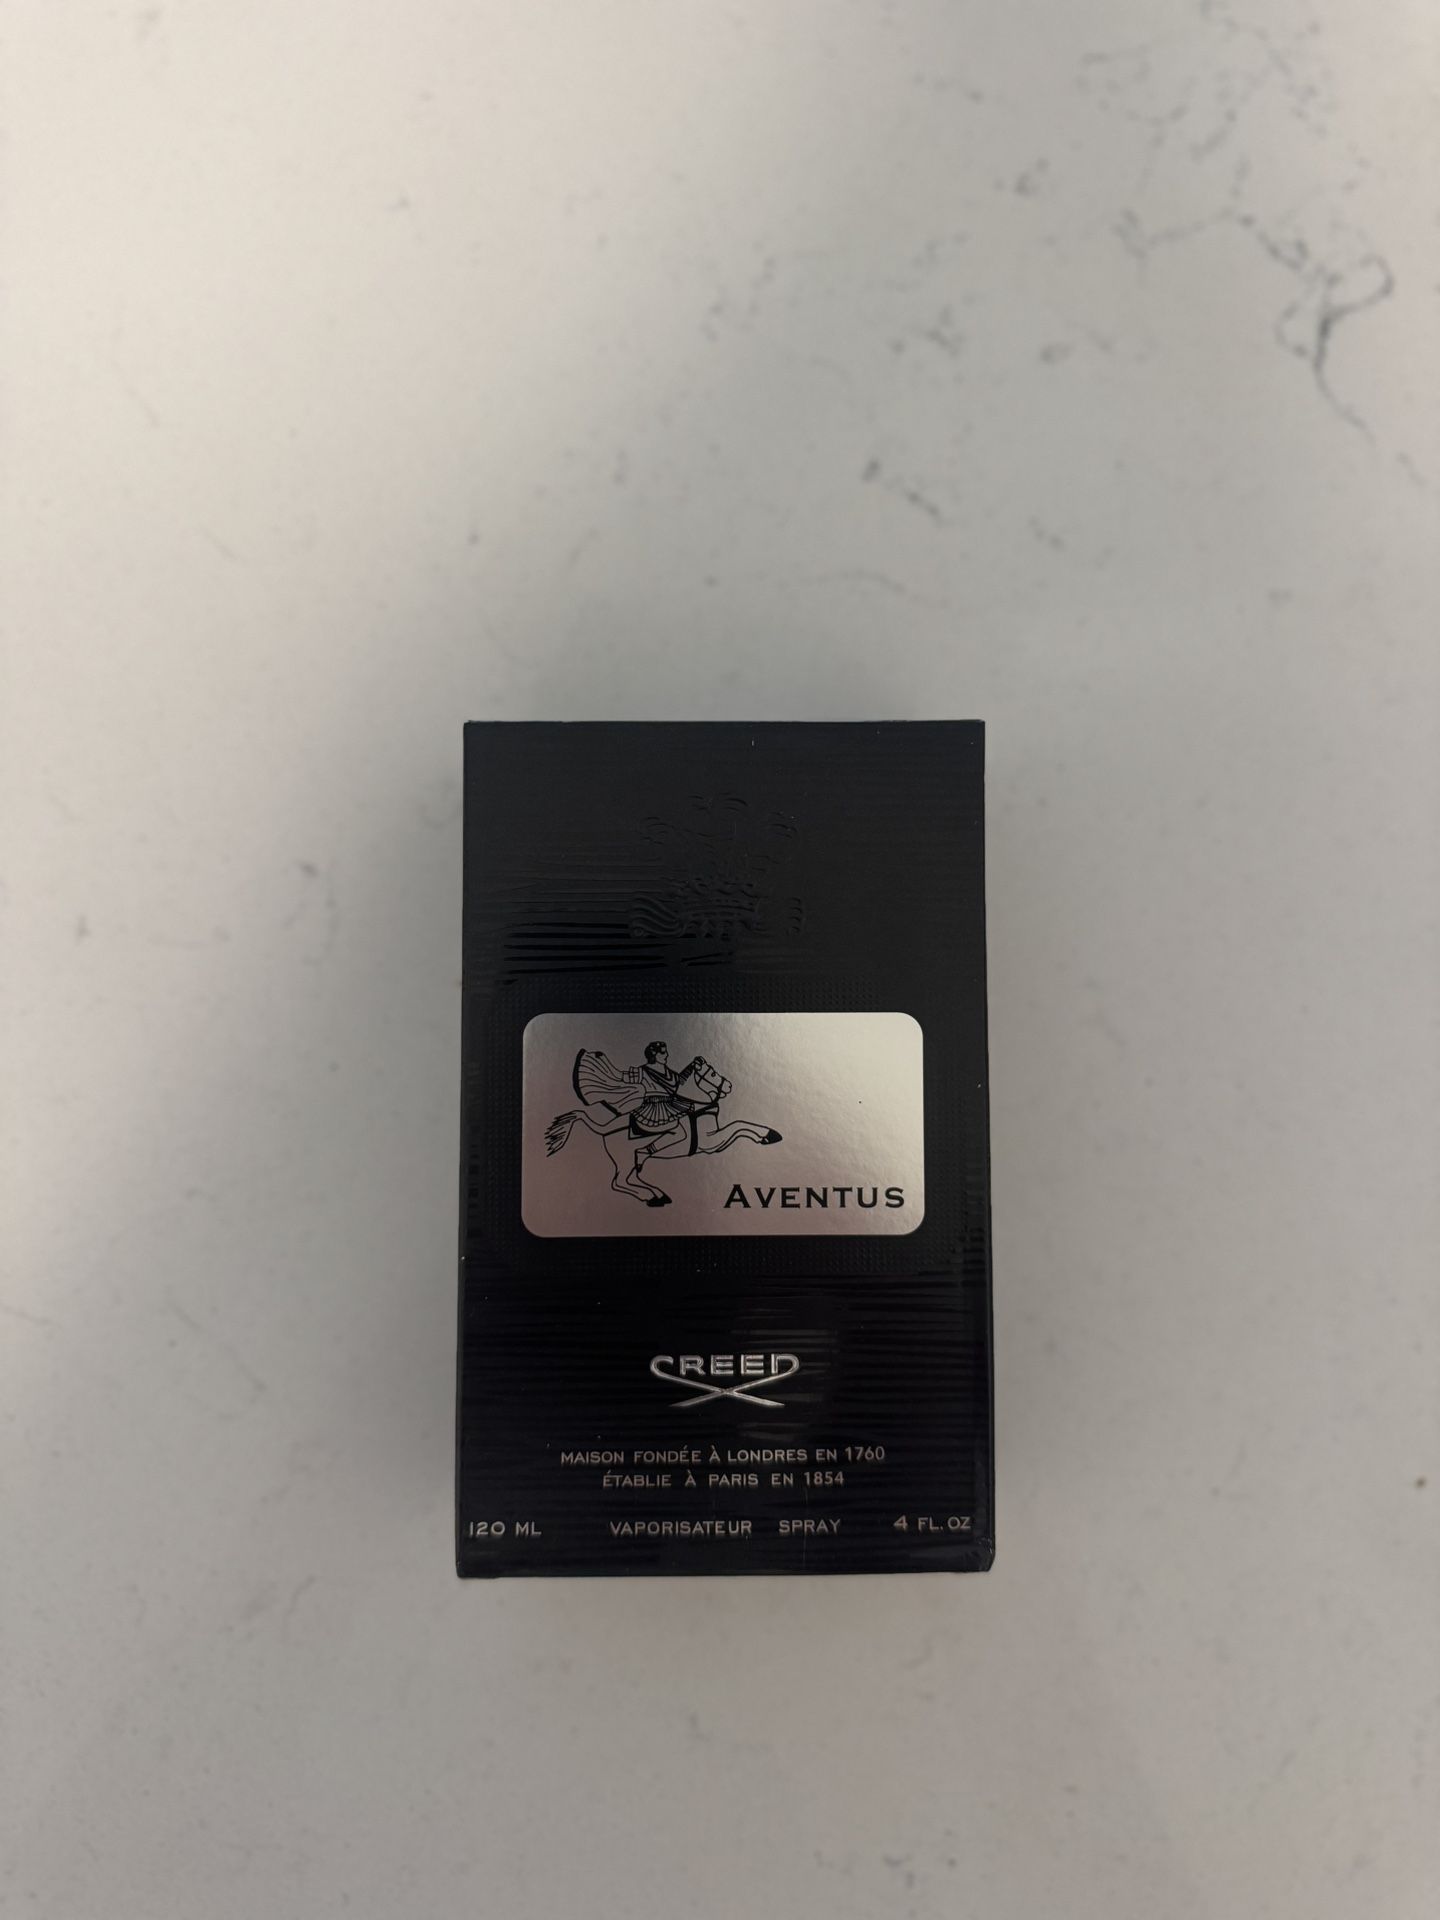 AVENTUS
CREED
MAISON FONDÉE À LONDRES EN 1760
ÉTABLIE À PARIS EN 1854
120 ML VAPORISATEUR SPRAY 4 FL. OZ